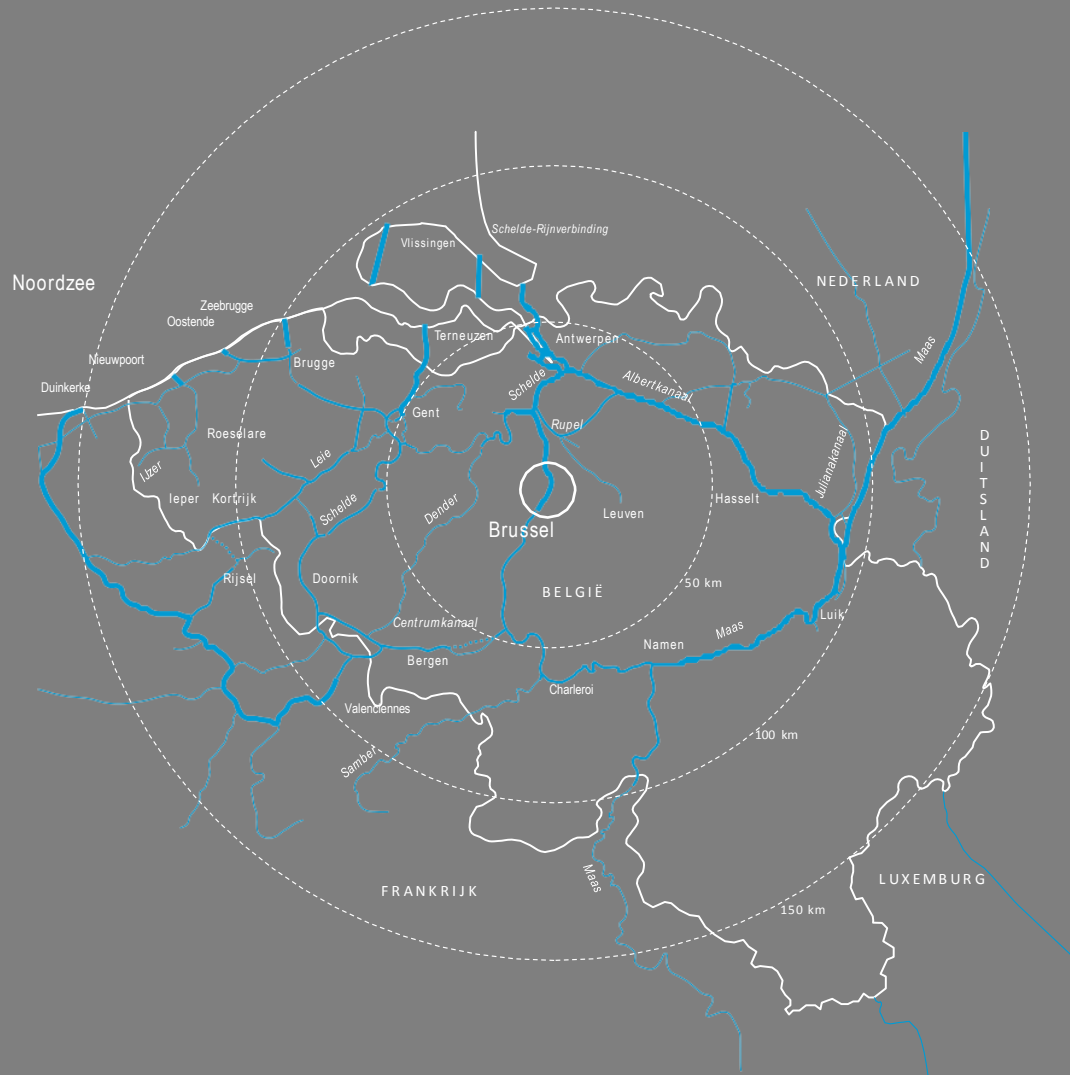 Schelde-Rijnverbinding
Vlissingen
Noordzee
NEDERLAND
Zeebrugge
Oostende
Terneuzen
Antwerpen
Maas
Nieuwpoort
Brugge
Duinkerke
Schelde
Albertkanaal
Gent
Rupel
Roeselare
Leie
Julianakanaal
DUITSLAND
IJzer
Ieper
Kortrijk
Schelde
Dender
Hasselt
Leuven
Brussel
Rijsel
Doornik
50 km
BELGIË
Luik
Centrumkanaal
Maas
Namen
Bergen
Charleroi
Valenciennes
100 km
Samber
Maas
LUXEMBURG
FRANKRIJK
150 km